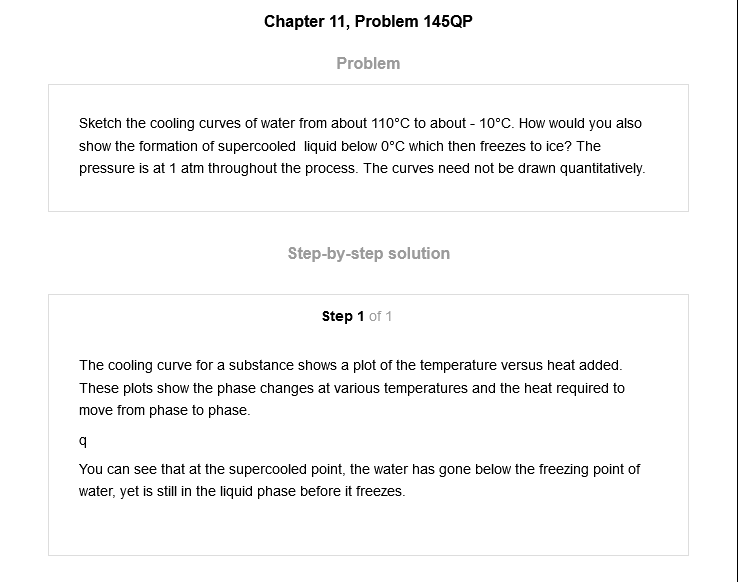 Chapter 11, Problem 145QP
Problem
Sketch the cooling curves of water from about 110°C to about - 10°C. How would you also
show the formation of supercooled  liquid below 0°C which then freezes to ice? The
pressure is at 1 atm throughout the process. The curves need not be drawn quantitatively.
Step-by-step solution
Step 1 of 1
The cooling curve for a substance shows a plot of the temperature versus heat added.
These plots show the phase changes at various temperatures and the heat required to
move from phase to phase.
q
You can see that at the supercooled point, the water has gone below the freezing point of
water, yet is still in the liquid phase before it freezes.